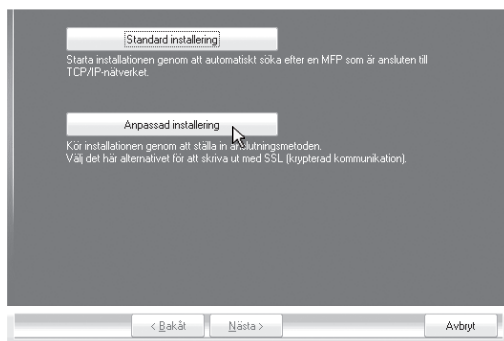 Standard installering
Starta installationen genom att automatiskt söka efter en MFP som är ansluten till
TCP/IP-nätverket.
Anpassad installering
Kör installationen genom att ställa in anslutningsmetoden.
Välj det här alternativet för att skriva ut med SSL (krypterad kommunikation).
< Bakåt
Nästa >
Avbryt